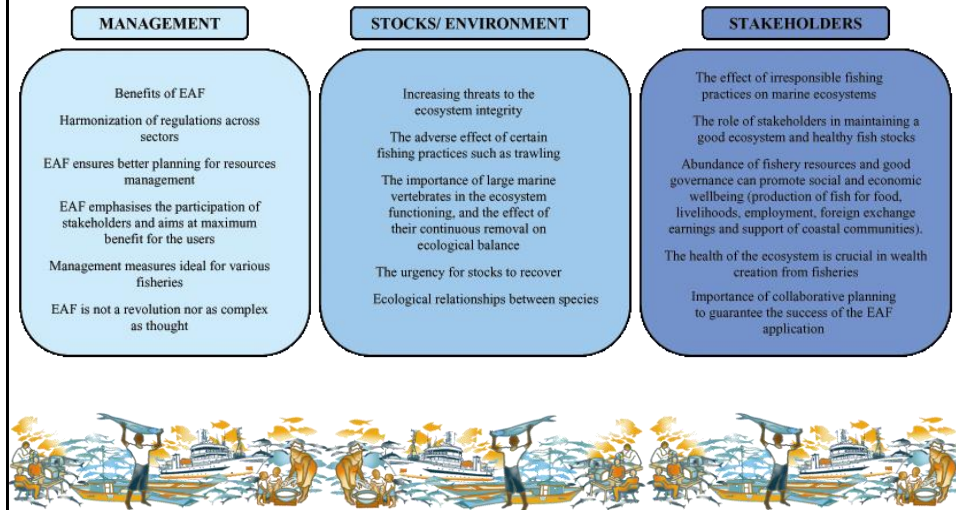 MANAGEMENT
Benefits of EAF
Harmonization of regulations across
sectors
EAF ensures better planning for resources
management
EAF emphasises the participation of
stakeholders and aims at maximum
benefit for the users
Management measures ideal for various
fisheries
EAF is not a revolution nor as complex
as thought
STOCKS/ ENVIRONMENT
Increasing threats to the
ecosystem integrity
The adverse effect of certain
fishing practices such as trawling
The importance of large marine
vertebrates in the ecosystem
functioning, and the effect of
their continuous removal on
ecological balance
The urgency for stocks to recover
Ecological relationships between species
STAKEHOLDERS
The effect of irresponsible fishing
practices on marine ecosystems
The role of stakeholders in maintaining a
good ecosystem and healthy fish stocks
Abundance of fishery resources and good
governance can promote social and economic
wellbeing (production of fish for food,
livelihoods, employment, foreign exchange
earnings and support of coastal communities).
The health of the ecosystem is crucial in wealth
creation from fisheries
Importance of collaborative planning
to guarantee the success of the EAF
application